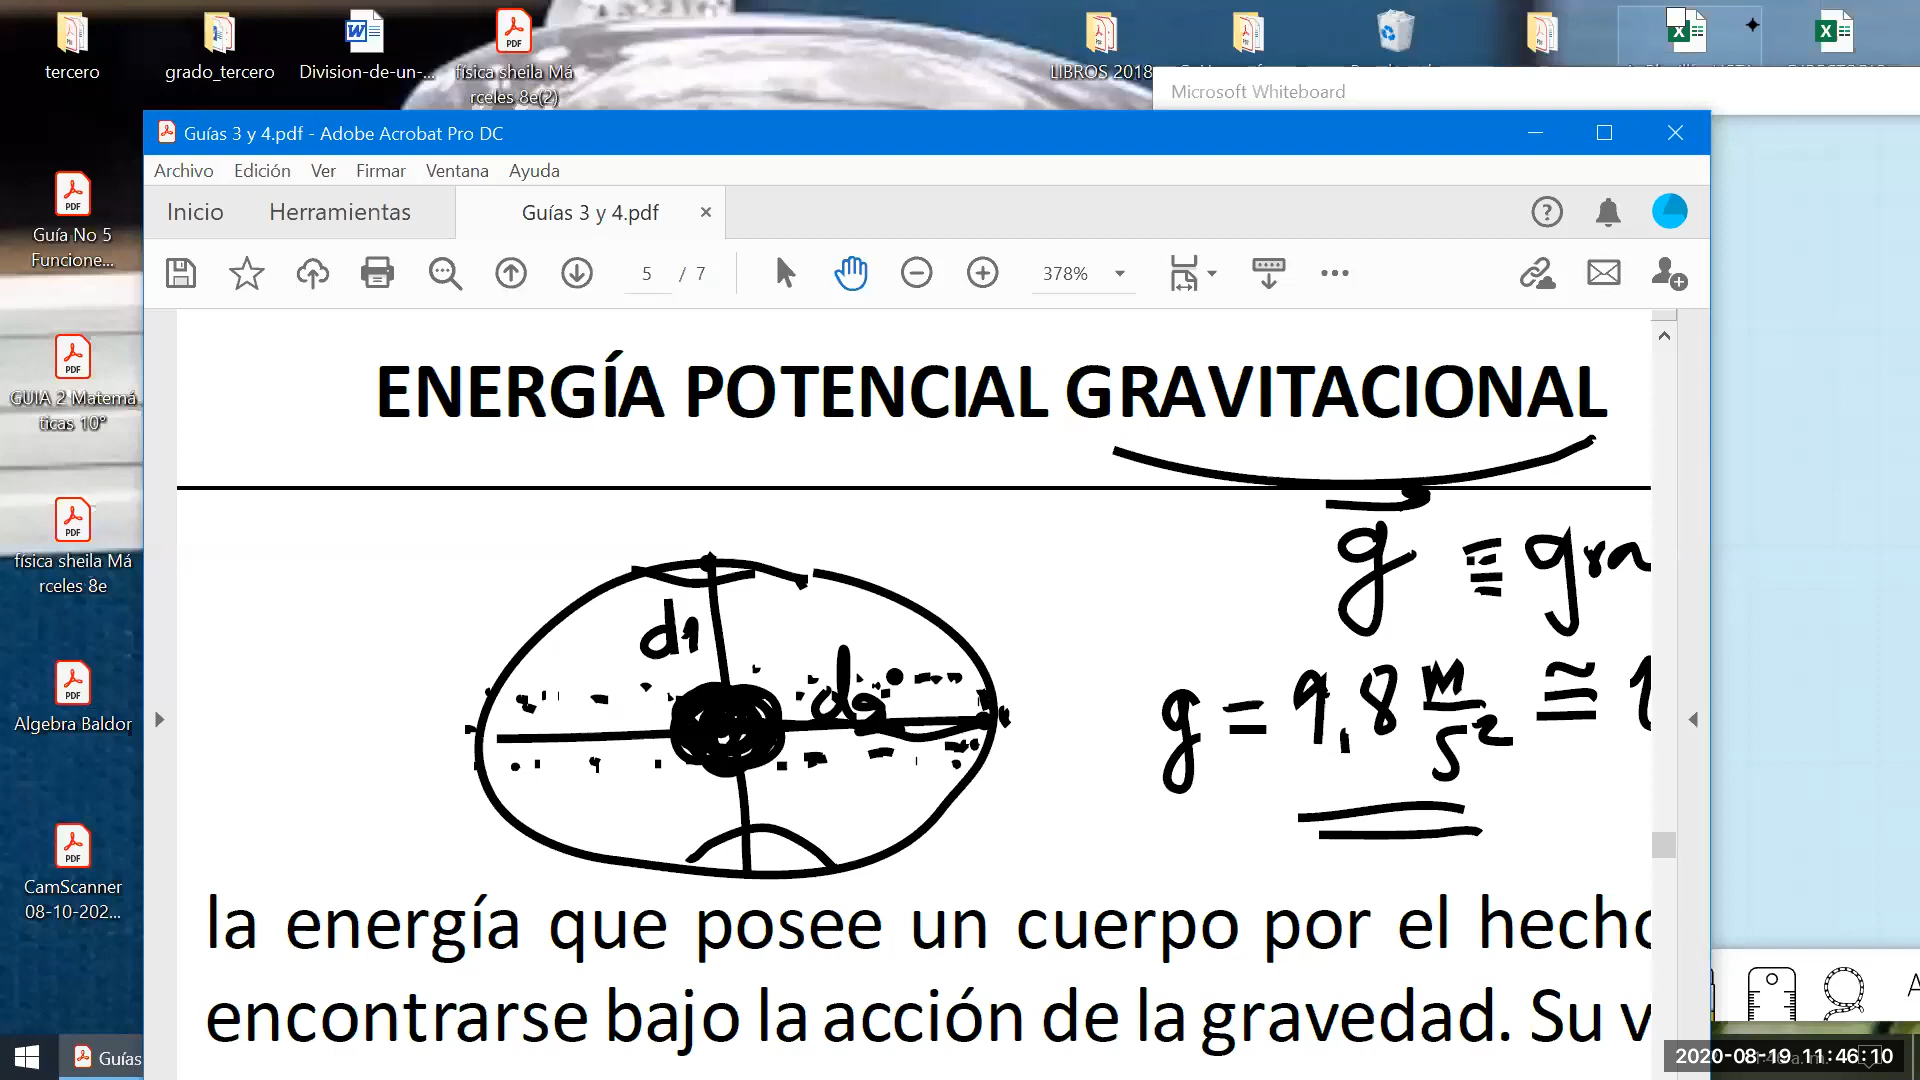 tercero
grado_tercero
Division-de-un-...
física sheila Má
rceles 8e(2)
LIBROS 2018
Microsoft Whiteboard
Guías 3 y 4.pdf - Adobe Acrobat Pro DC
Archivo Edición Ver Firmar Ventana Ayuda
Inicio Herramientas Guías 3 y 4.pdf
5 / 7 378%
Guía No 5
Funcione...
GUIA 2 Matemá
ticas 10°
física sheila Má
rceles 8e
Algebra Baldor
CamScanner
08-10-202...
ENERGÍA POTENCIAL GRAVITACIONAL
g ≡ gra
d1
g = 9,8 m/s² ≅ 1
la energía que posee un cuerpo por el hecho
encontrarse bajo la acción de la gravedad. Su v
Guías
2020-08-19 11:46:10